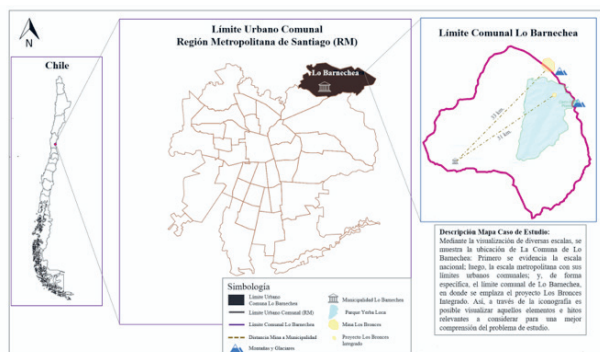 N
Chile
Límite Urbano Comunal
Región Metropolitana de Santiago (RM)
Lo Barnechea
Límite Comunal Lo Barnechea
33 km.
31 km.
Descripción Mapa Caso de Estudio:
Mediante la visualización de diversas escalas, se
muestra la ubicación de La Comuna de Lo
Barnechea: Primero se evidencia la escala
nacional; luego, la escala metropolitana con sus
límites urbanos comunales; y, de forma
específica, el límite comunal de Lo Barnechea,
en donde se emplaza el proyecto Los Bronces
Integrado. Así, a través de la iconografía es
posible visualizar aquellos elementos e hitos
relevantes a considerar para una mejor
comprensión del problema de estudio.
Simbología
Límite Urbano
Comuna Lo Barnechea
Límite Urbano Comunal (RM)
Límite Comunal Lo Barnechea
Distancia Mina a Municipalidad
Montañas y Glaciares
Municipalidad Lo Barnechea
Parque Yerba Loca
Mina Los Bronces
Proyecto Los Bronces
Integrado